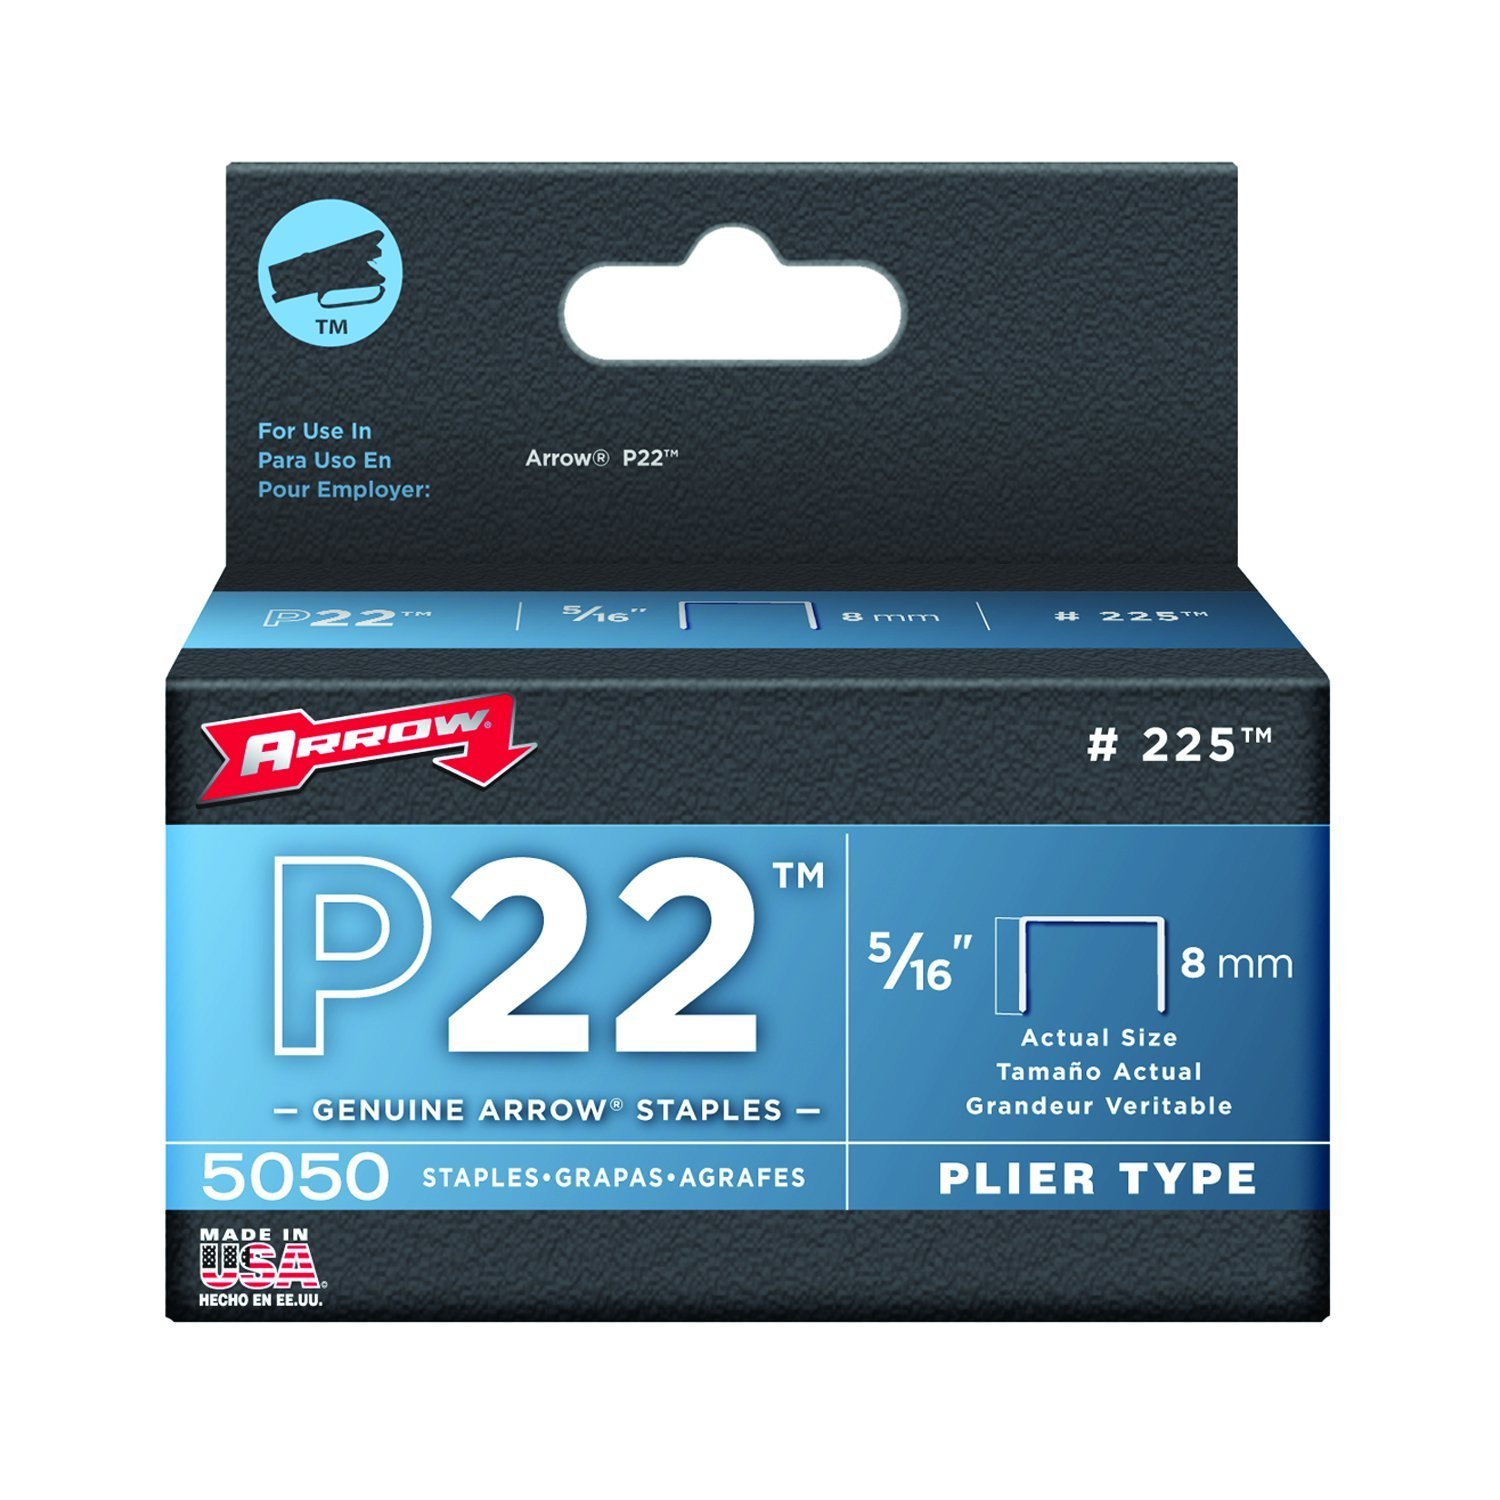 TM
For Use In
Para Uso En
Pour Employer:
Arrow® P22™
P22™ 5/16" 8 mm # 225™
ARROW®
# 225™
P22™
5/16" 8 mm
Actual Size
Tamaño Actual
Grandeur Veritable
— GENUINE ARROW® STAPLES —
5050 STAPLES•GRAPAS•AGRAFES
PLIER TYPE
MADE IN
USA©
HECHO EN EE.UU.